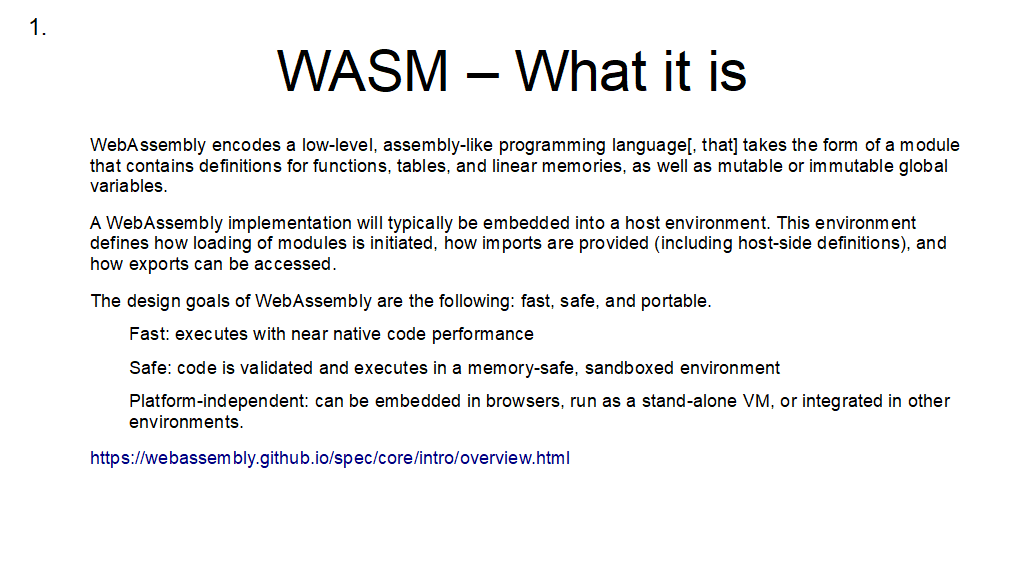 1.
WASM – What it is
WebAssembly encodes a low-level, assembly-like programming language[, that] takes the form of a module
that contains definitions for functions, tables, and linear memories, as well as mutable or immutable global
variables.
A WebAssembly implementation will typically be embedded into a host environment. This environment
defines how loading of modules is initiated, how imports are provided (including host-side definitions), and
how exports can be accessed.
The design goals of WebAssembly are the following: fast, safe, and portable.
Fast: executes with near native code performance
Safe: code is validated and executes in a memory-safe, sandboxed environment
Platform-independent: can be embedded in browsers, run as a stand-alone VM, or integrated in other
environments.
https://webassembly.github.io/spec/core/intro/overview.html